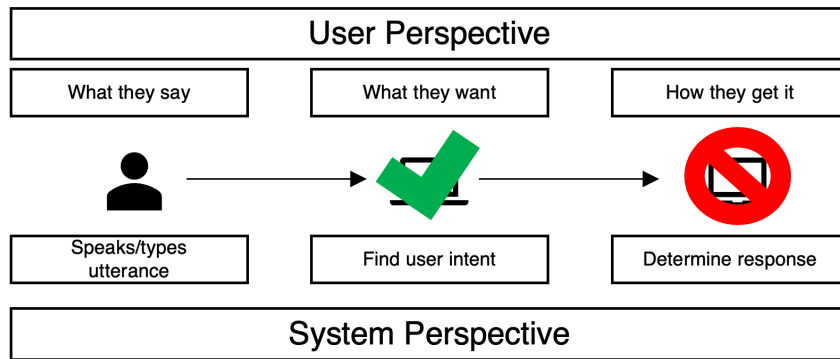 User Perspective
What they say
What they want
How they get it
Speaks/types
utterance
Find user intent
Determine response
System Perspective